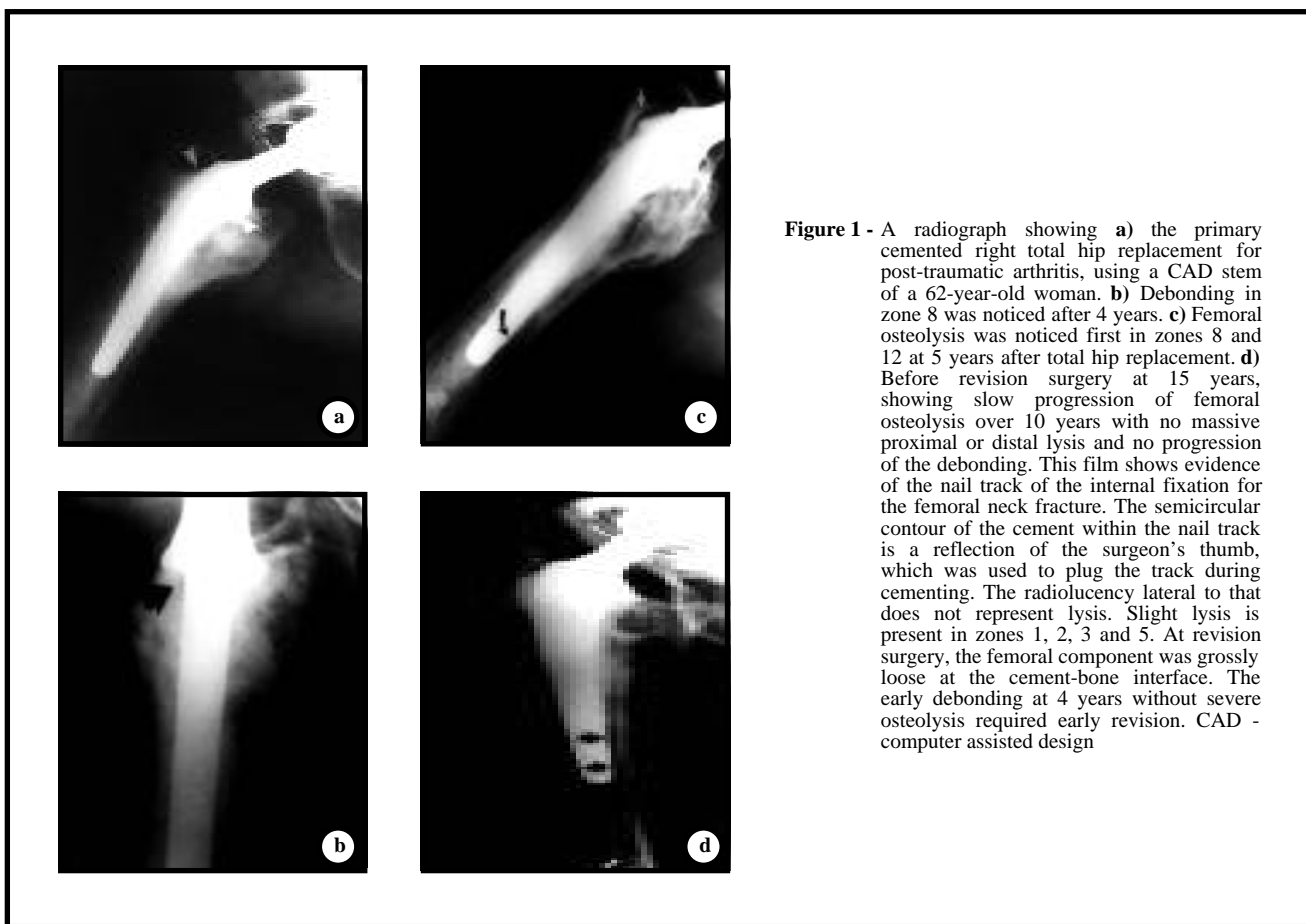 a
c
b
d
Figure 1 - A radiograph showing a) the primary
cemented right total hip replacement for
post-traumatic arthritis, using a CAD stem
of a 62-year-old woman. b) Debonding in
zone 8 was noticed after 4 years. c) Femoral
osteolysis was noticed first in zones 8 and
12 at 5 years after total hip replacement. d)
Before revision surgery at 15 years,
showing slow progression of femoral
osteolysis over 10 years with no massive
proximal or distal lysis and no progression
of the debonding. This film shows evidence
of the nail track of the internal fixation for
the femoral neck fracture. The semicircular
contour of the cement within the nail track
is a reflection of the surgeon's thumb,
which was used to plug the track during
cementing. The radiolucency lateral to that
does not represent lysis. Slight lysis is
present in zones 1, 2, 3 and 5. At revision
surgery, the femoral component was grossly
loose at the cement-bone interface. The
early debonding at 4 years without severe
osteolysis required early revision. CAD -
computer assisted design